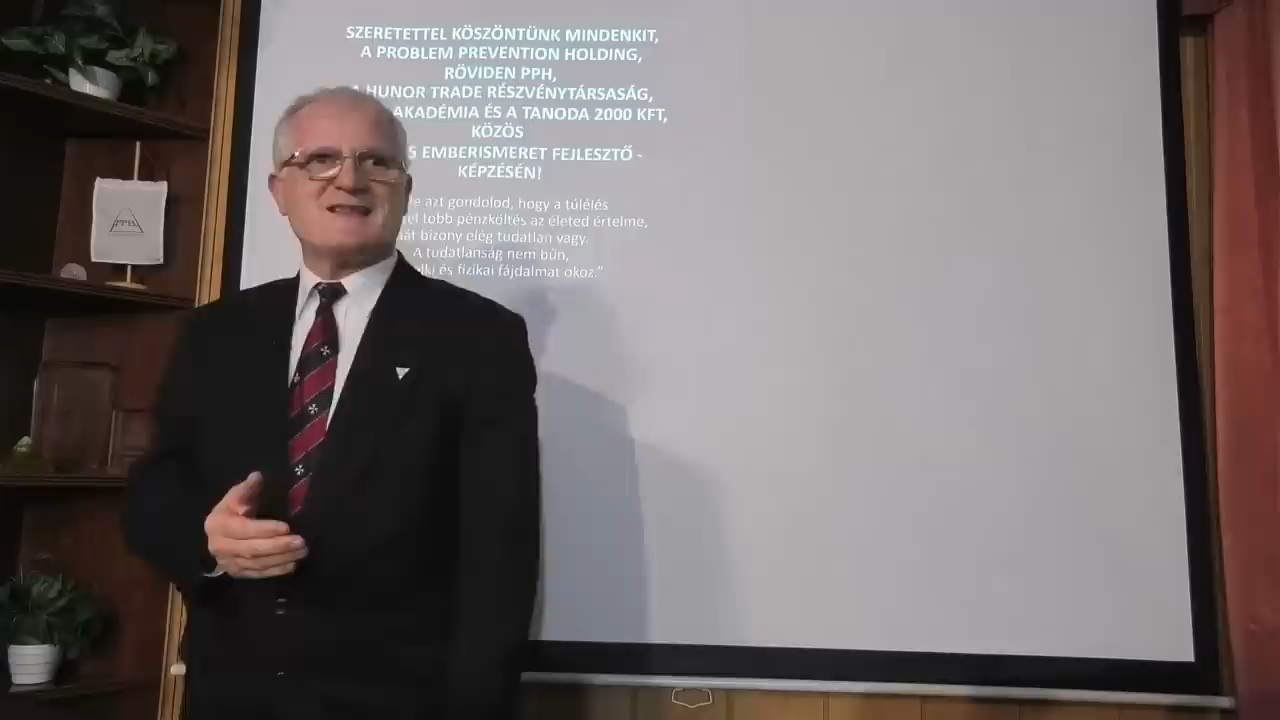 SZERETETTEL KÖSZÖNTÜNK MINDENKIT,
A PROBLEM PREVENTION HOLDING,
RÖVIDEN PPH,
A HUNOR TRADE RÉSZVÉNYTÁRSASÁG,
AKADÉMIA ÉS A TANODA 2000 KFT,
KÖZÖS
S EMBERISMERET FEJLESZTŐ -
KÉPZÉSÉN!
azt gondolod, hogy a túlélés
több pénzköltés az életed értelme,
hát bizony elég tudatlan vagy.
A tudatlanság nem bűn,
és fizikai fájdalmat okoz."
PPH